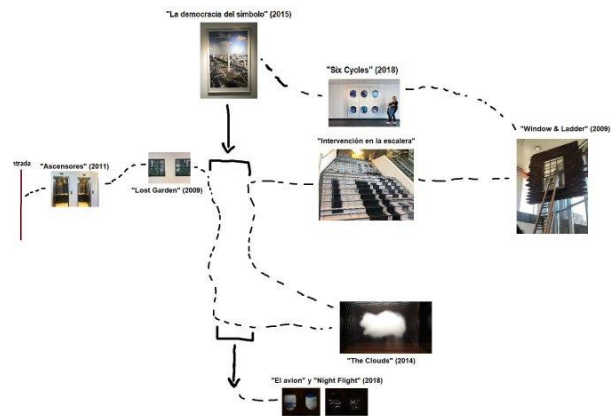 "La democracia del símbolo" (2015)
"Six Cycles" (2018)
"Window & Ladder" (2009)
"Intervención en la escalera"
ntrada
"Ascensores" (2011)
"Lost Garden" (2009)
"The Clouds" (2014)
"El avion" y "Night Flight" (2018)